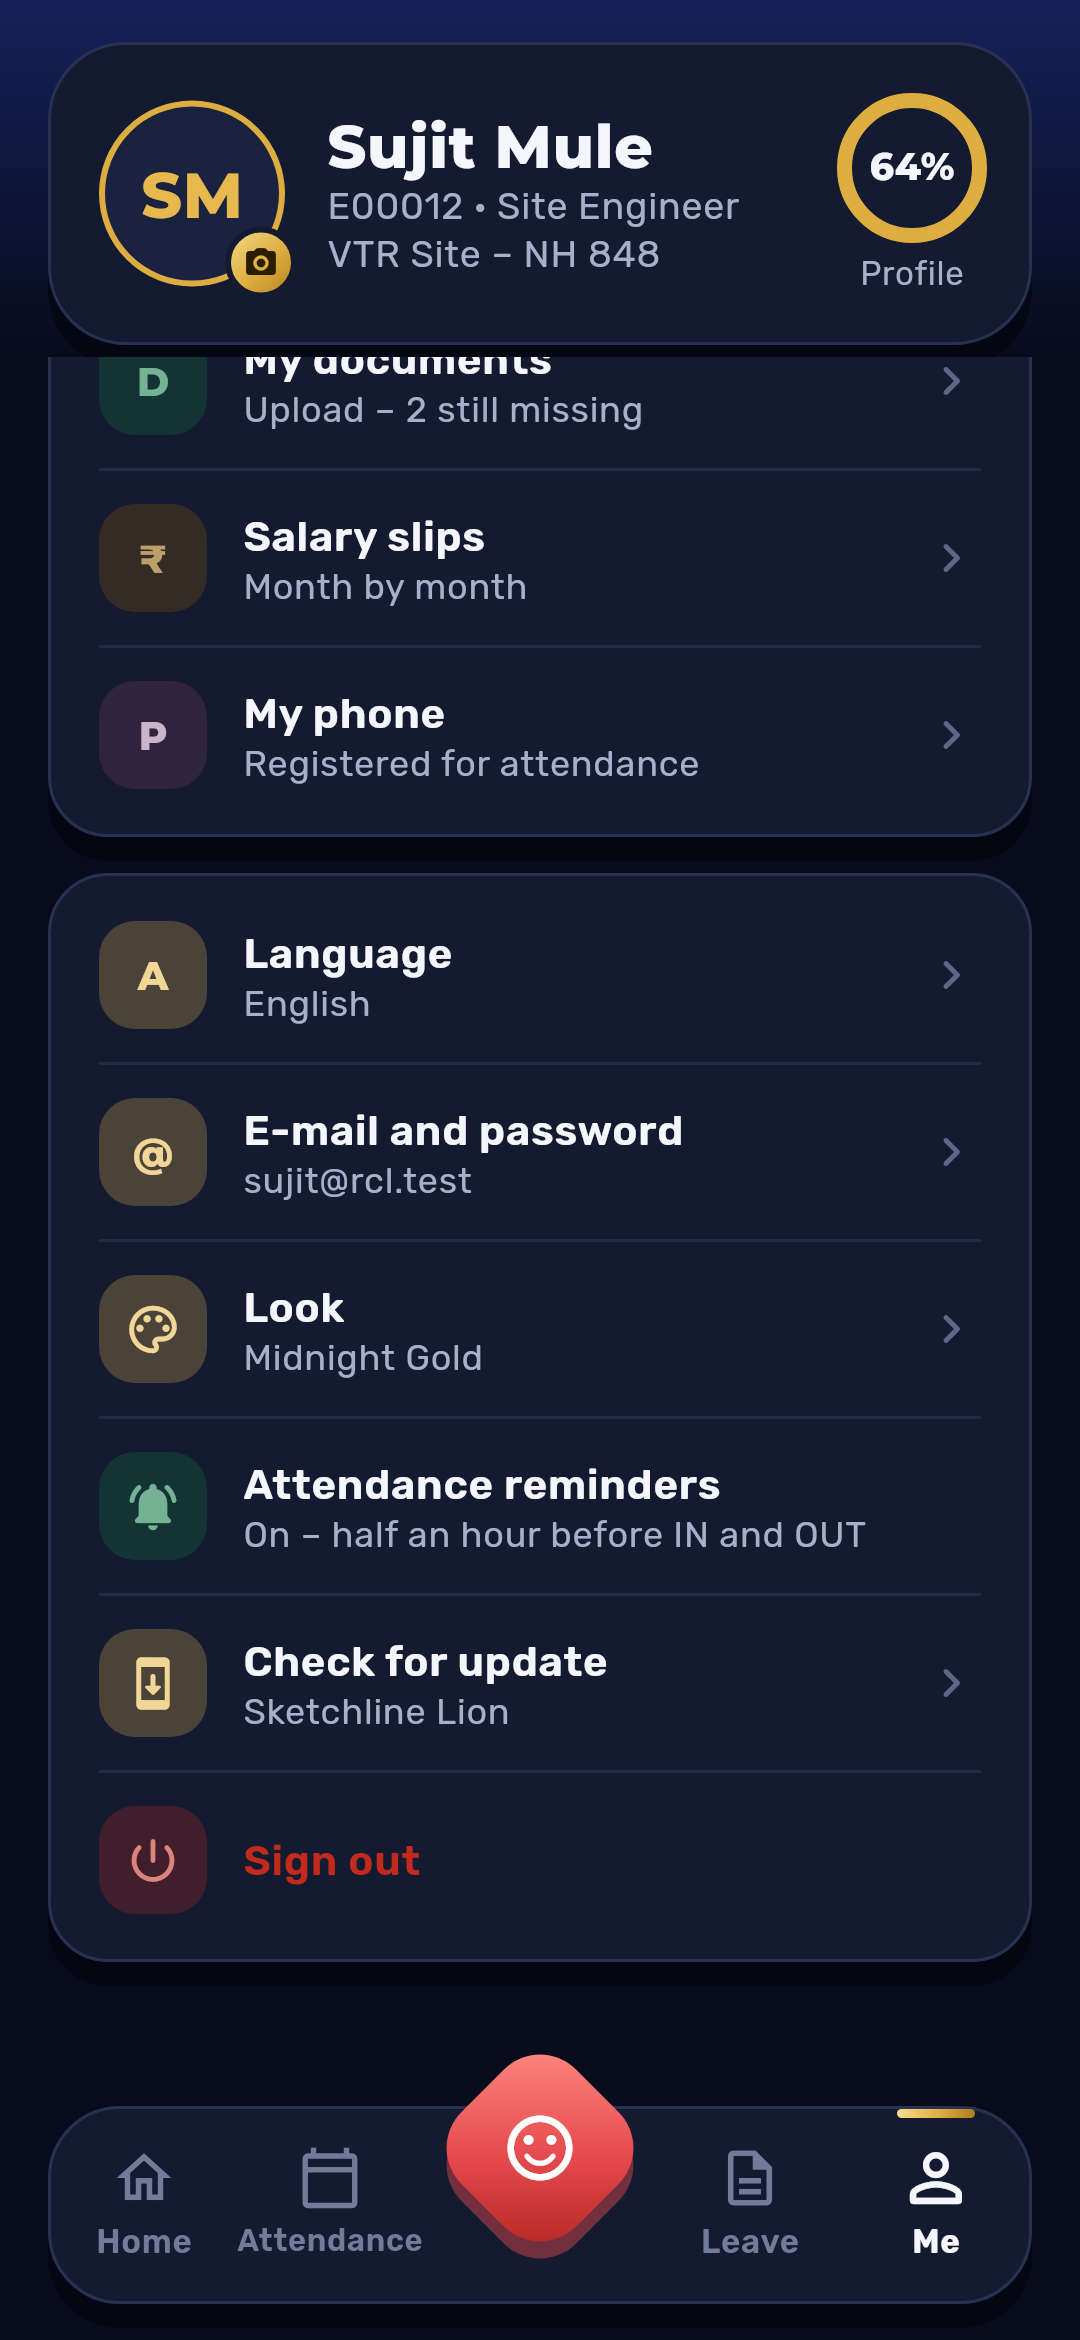 SM
Sujit Mule
E00012 • Site Engineer
VTR Site – NH 848
64%
Profile
D
My documents
Upload – 2 still missing
₹
Salary slips
Month by month
P
My phone
Registered for attendance
A
Language
English
@
E-mail and password
sujit@rcl.test
Look
Midnight Gold
Attendance reminders
On – half an hour before IN and OUT
Check for update
Sketchline Lion
Sign out
Home
Attendance
Leave
Me